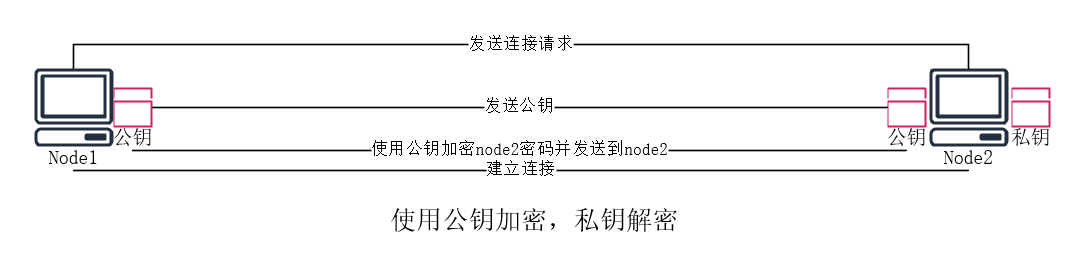 发送连接请求
发送公钥
公钥
公钥
私钥
使用公钥加密node2密码并发送到node2
Node1
Node2
建立连接
使用公钥加密，私钥解密